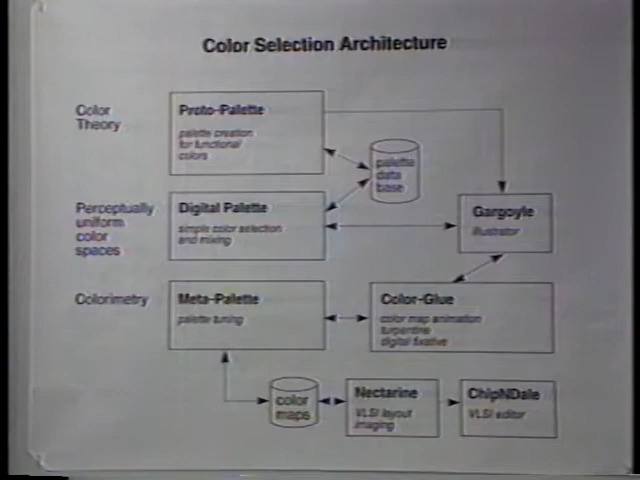 Color Selection Architecture
Color
Theory
Proto-Palette
palette creation
for functional
colors
palette
data
base
Perceptually
uniform
color
spaces
Digital Palette
simple color selection
and mixing
Gargoyle
illustrator
Colorimetry
Meta-Palette
palette tuning
Color-Glue
color map animation
turpentine
digital fixative
color
maps
Nectarine
VLSI layout
imaging
ChipNDale
VLSI editor